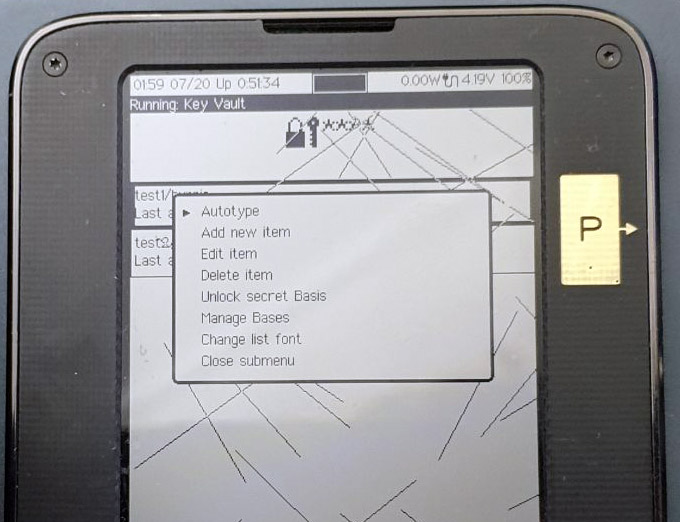 01:59 07/20 Up 0:51:34 0.00W 4.19V 100%
Running: Key Vault
****
test1/
Last a
test2
Last a
Autotype
Add new item
Edit item
Delete item
Unlock secret Basis
Manage Bases
Change list font
Close submenu
P